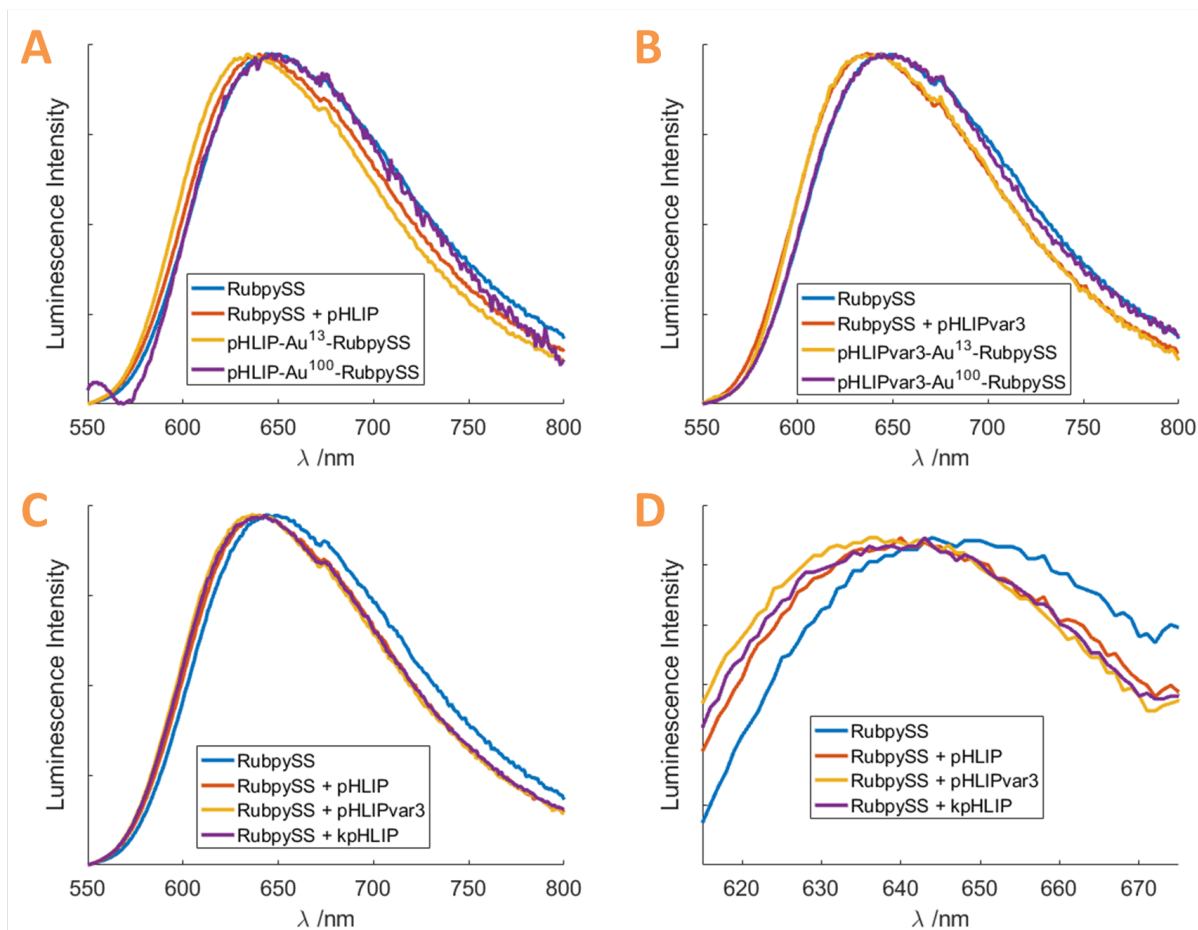 A
Luminescence Intensity
RubpySS
RubpySS + pHLIP
pHLIP-Au¹³-RubpySS
pHLIP-Au¹⁰⁰-RubpySS
550 600 650 700 750 800
λ /nm
B
Luminescence Intensity
RubpySS
RubpySS + pHLIPvar3
pHLIPvar3-Au¹³-RubpySS
pHLIPvar3-Au¹⁰⁰-RubpySS
550 600 650 700 750 800
λ /nm
C
Luminescence Intensity
RubpySS
RubpySS + pHLIP
RubpySS + pHLIPvar3
RubpySS + kpHLIP
550 600 650 700 750 800
λ /nm
D
Luminescence Intensity
RubpySS
RubpySS + pHLIP
RubpySS + pHLIPvar3
RubpySS + kpHLIP
620 630 640 650 660 670
λ /nm